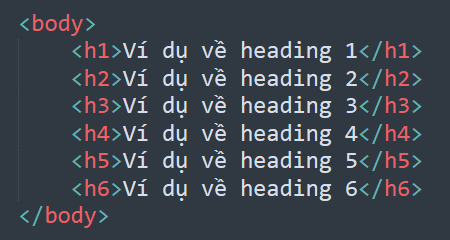 <body>
<h1>Ví dụ về heading 1</h1>
<h2>Ví dụ về heading 2</h2>
<h3>Ví dụ về heading 3</h3>
<h4>Ví dụ về heading 4</h4>
<h5>Ví dụ về heading 5</h5>
<h6>Ví dụ về heading 6</h6>
</body>